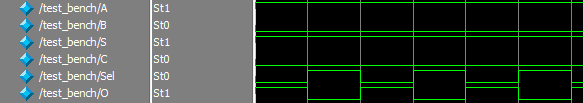 /test_bench/A St1
/test_bench/B St0
/test_bench/S St1
/test_bench/C St0
/test_bench/Sel St0
/test_bench/O St1